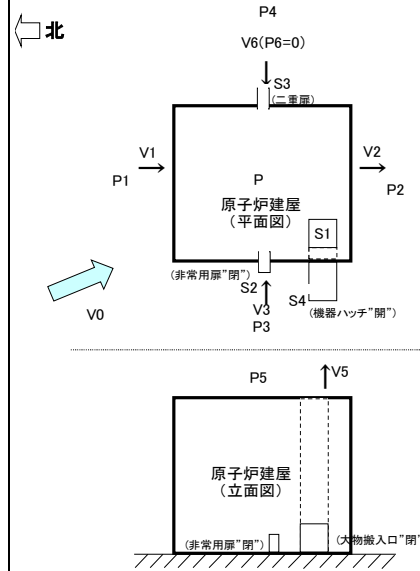 P4
北
V6(P6=0)
S3
(二重扉)
V1
V2
P1
P
P2
原子炉建屋
(平面図)
S1
(非常用扉"閉")
S2
S4
(機器ハッチ"開")
V3
P3
V0
P5
V5
原子炉建屋
(立面図)
(非常用扉"閉")
(大物搬入口"閉"